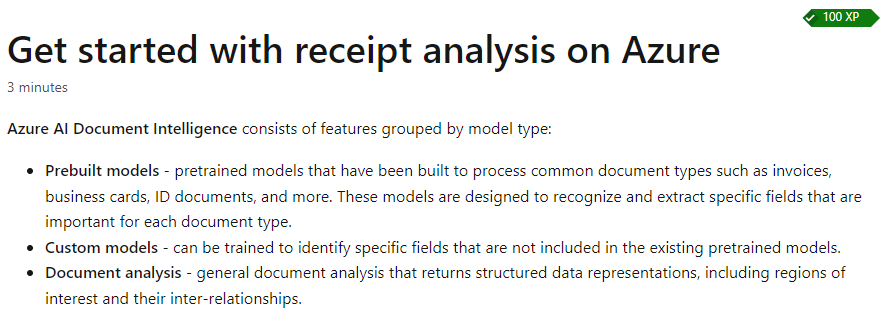 100 XP
Get started with receipt analysis on Azure
3 minutes
Azure AI Document Intelligence consists of features grouped by model type:
• Prebuilt models - pretrained models that have been built to process common document types such as invoices,
business cards, ID documents, and more. These models are designed to recognize and extract specific fields that are
important for each document type.
• Custom models - can be trained to identify specific fields that are not included in the existing pretrained models.
• Document analysis - general document analysis that returns structured data representations, including regions of
interest and their inter-relationships.